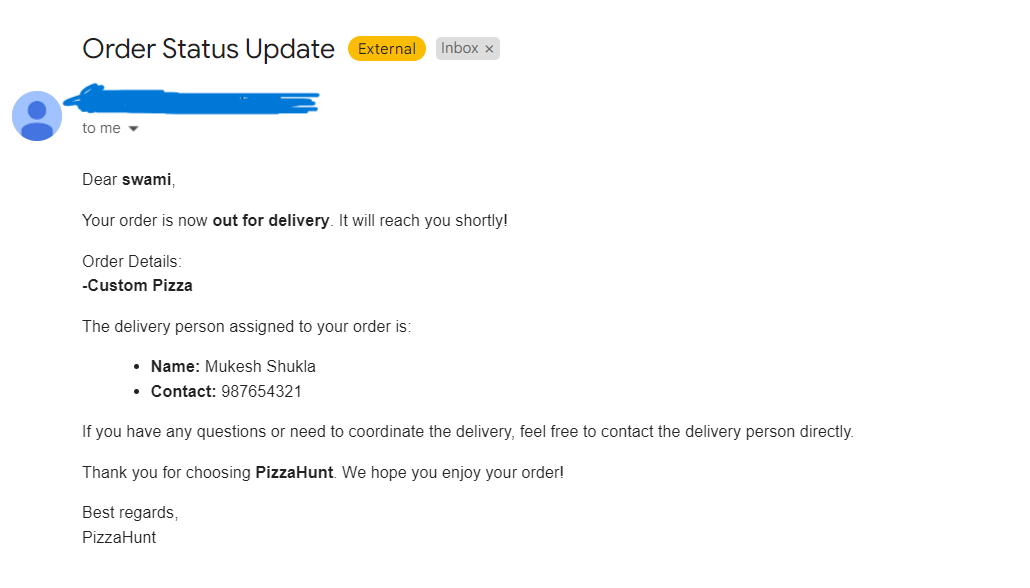 Order Status Update External Inbox ×
to me
Dear swami,
Your order is now out for delivery. It will reach you shortly!
Order Details:
-Custom Pizza
The delivery person assigned to your order is:
• Name: Mukesh Shukla
• Contact: 987654321
If you have any questions or need to coordinate the delivery, feel free to contact the delivery person directly.
Thank you for choosing PizzaHunt. We hope you enjoy your order!
Best regards,
PizzaHunt